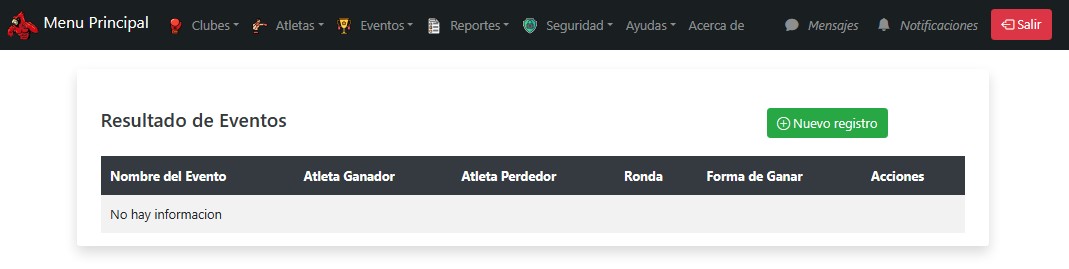 Menu Principal Clubes Atletas Eventos Reportes Seguridad Ayudas Acerca de Mensajes Notificaciones Salir
Resultado de Eventos Nuevo registro
Nombre del Evento Atleta Ganador Atleta Perdedor Ronda Forma de Ganar Acciones
No hay informacion